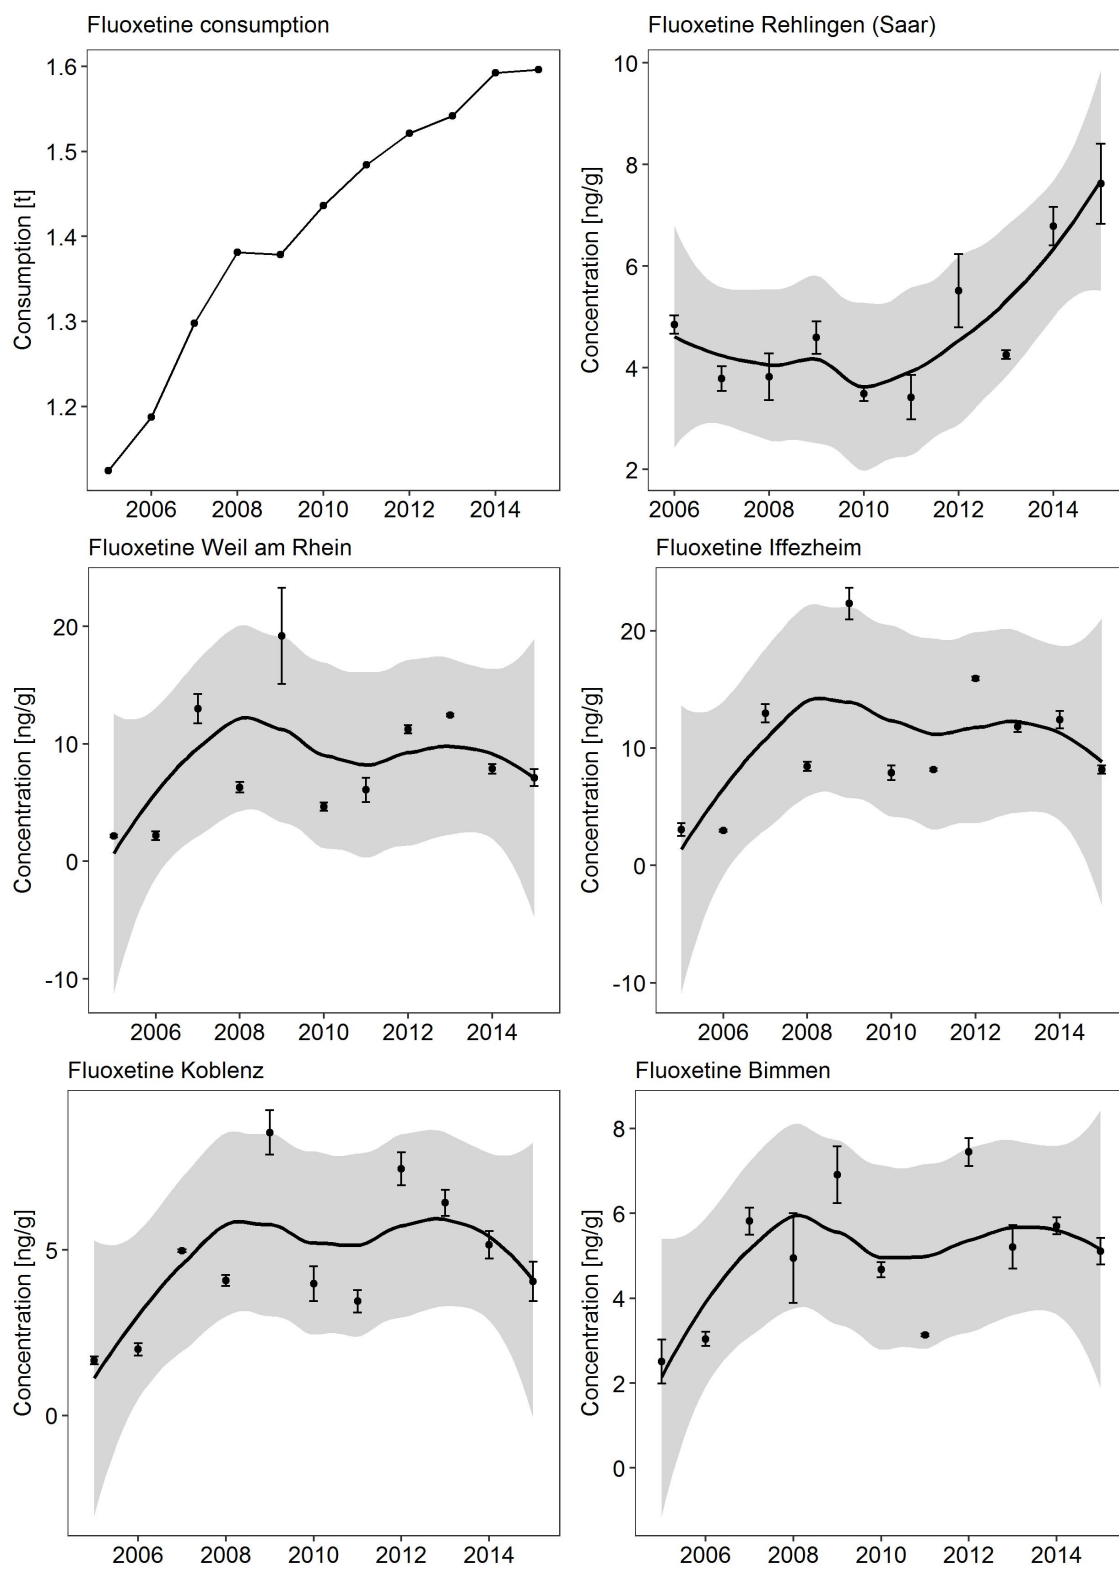 Fluoxetine consumption
Consumption [t]
1.6
1.5
1.4
1.3
1.2
2006 2008 2010 2012 2014
Fluoxetine Rehlingen (Saar)
Concentration [ng/g]
10
8
6
4
2
2006 2008 2010 2012 2014
Fluoxetine Weil am Rhein
Concentration [ng/g]
20
10
0
-10
2006 2008 2010 2012 2014
Fluoxetine Iffezheim
Concentration [ng/g]
20
10
0
-10
2006 2008 2010 2012 2014
Fluoxetine Koblenz
Concentration [ng/g]
5
0
2006 2008 2010 2012 2014
Fluoxetine Bimmen
Concentration [ng/g]
8
6
4
2
0
2006 2008 2010 2012 2014